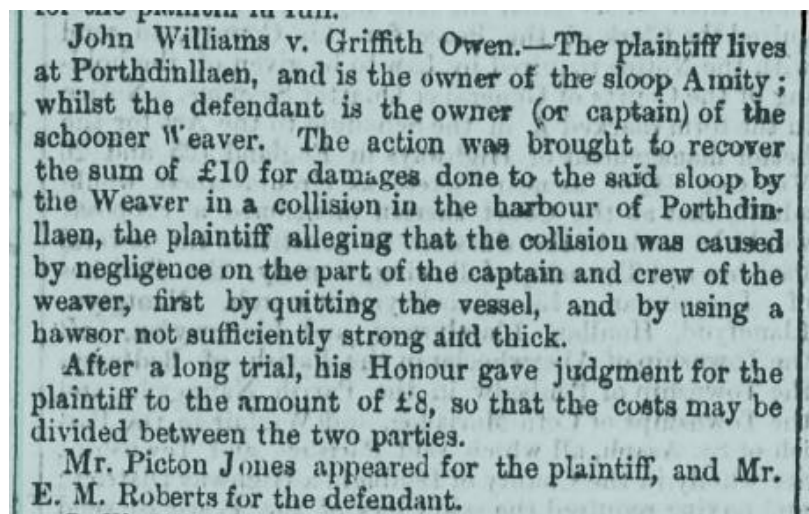 for the plaintiff in full.
John Williams v. Griffith Owen.—The plaintiff lives
at Porthdinllaen, and is the owner of the sloop Amity;
whilst the defendant is the owner (or captain) of the
schooner Weaver. The action was brought to recover
the sum of £10 for damages done to the said sloop by
the Weaver in a collision in the harbour of Porthdin-
llaen, the plaintiff alleging that the collision was caused
by negligence on the part of the captain and crew of the
weaver, first by quitting the vessel, and by using a
hawsor not sufficiently strong and thick.
After a long trial, his Honour gave judgment for the
plaintiff to the amount of £8, so that the costs may be
divided between the two parties.
Mr. Picton Jones appeared for the plaintiff, and Mr.
E. M. Roberts for the defendant.